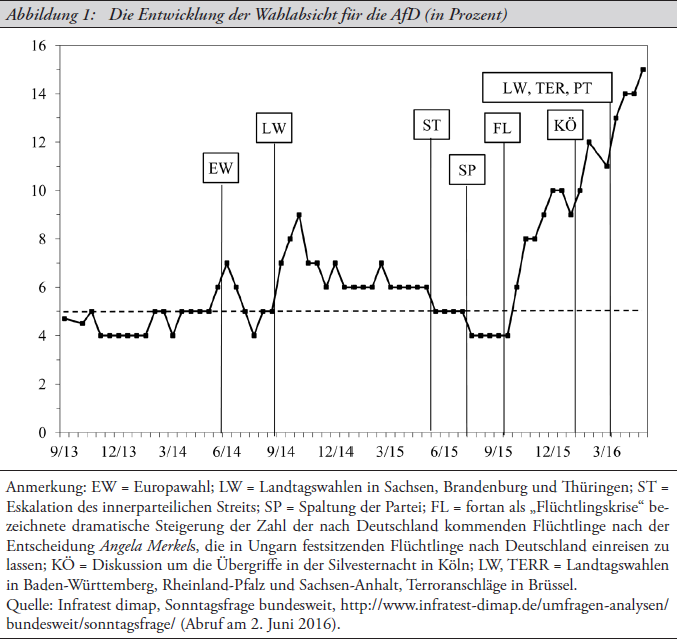 Abbildung 1: Die Entwicklung der Wahlabsicht für die AfD (in Prozent)
16
14
12
10
8
6
4
2
0
LW, TER, PT
ST
FL
KÖ
LW
EW
SP
9/13 12/13 3/14 6/14 9/14 12/14 3/15 6/15 9/15 12/15 3/16
Anmerkung: EW = Europawahl; LW = Landtagswahlen in Sachsen, Brandenburg und Thüringen; ST =
Eskalation des innerparteilichen Streits; SP = Spaltung der Partei; FL = fortan als „Flüchtlingskrise“ be-
zeichnete dramatische Steigerung der Zahl der nach Deutschland kommenden Flüchtlinge nach der
Entscheidung Angela Merkels, die in Ungarn festsitzenden Flüchtlinge nach Deutschland einreisen zu
lassen; KÖ = Diskussion um die Übergriffe in der Silvesternacht in Köln; LW, TERR = Landtagswahlen
in Baden-Württemberg, Rheinland-Pfalz und Sachsen-Anhalt, Terroranschläge in Brüssel.
Quelle: Infratest dimap, Sonntagsfrage bundesweit, http://www.infratest-dimap.de/umfragen-analysen/
bundesweit/sonntagsfrage/ (Abruf am 2. Juni 2016).